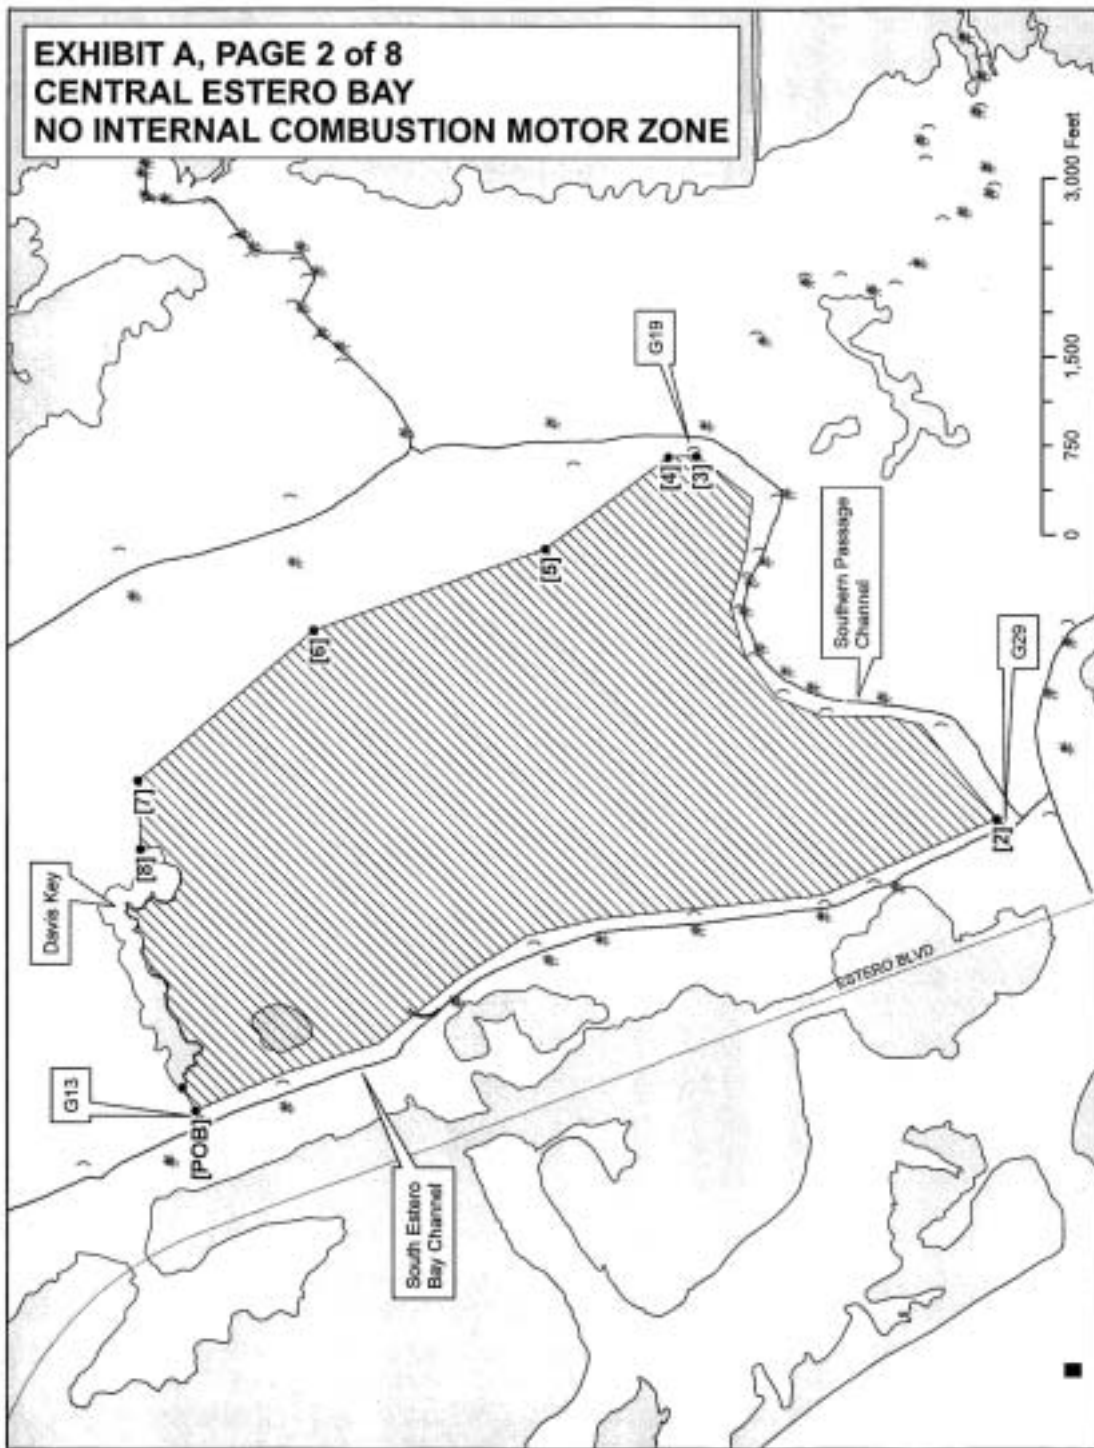 EXHIBIT A, PAGE 2 of 8
CENTRAL ESTERO BAY
NO INTERNAL COMBUSTION MOTOR ZONE
Davis Key
G13
[POB]
[8]
[7]
[6]
[5]
[4]
[3]
G19
South Estero
Bay Channel
ESTERO BLVD
Southern Passage
Channel
[2]
G29
0
750
1,500
3,000 Feet